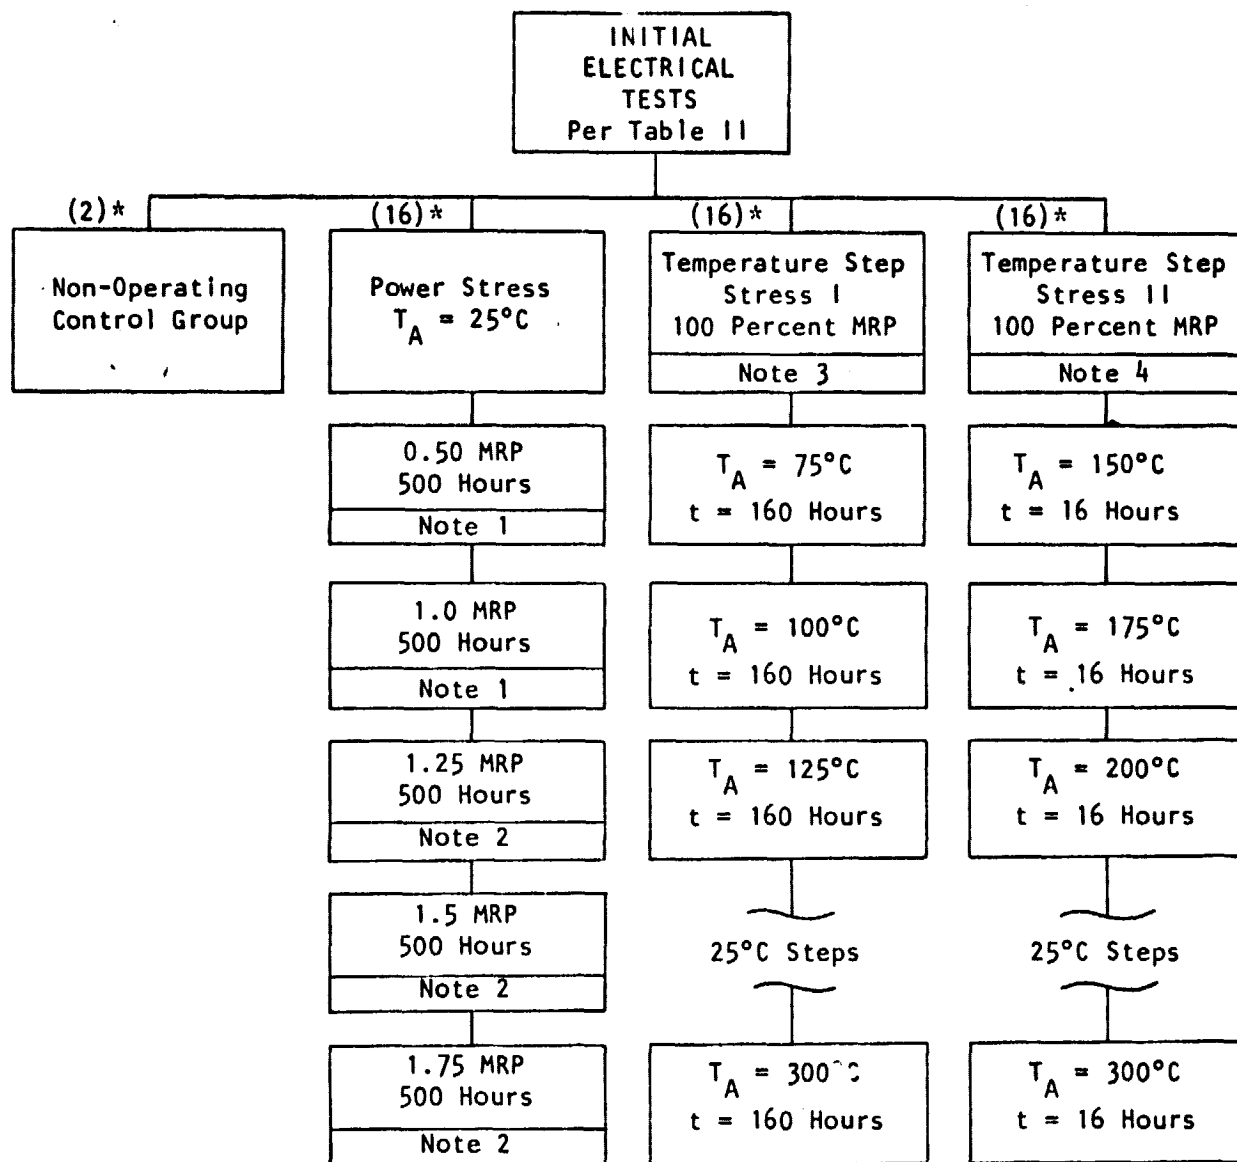 INITIAL
ELECTRICAL
TESTS
Per Table II
(2)*
(16)*
(16)*
(16)*
Non-Operating
Control Group
Power Stress
T_A = 25°C
Temperature Step
Stress I
100 Percent MRP
Note 3
Temperature Step
Stress II
100 Percent MRP
Note 4
0.50 MRP
500 Hours
Note 1
T_A = 75°C
t = 160 Hours
T_A = 150°C
t = 16 Hours
1.0 MRP
500 Hours
Note 1
T_A = 100°C
t = 160 Hours
T_A = 175°C
t = 16 Hours
1.25 MRP
500 Hours
Note 2
T_A = 125°C
t = 160 Hours
T_A = 200°C
t = 16 Hours
1.5 MRP
500 Hours
Note 2
25°C Steps
25°C Steps
1.75 MRP
500 Hours
Note 2
T_A = 300°C
t = 160 Hours
T_A = 300°C
t = 16 Hours